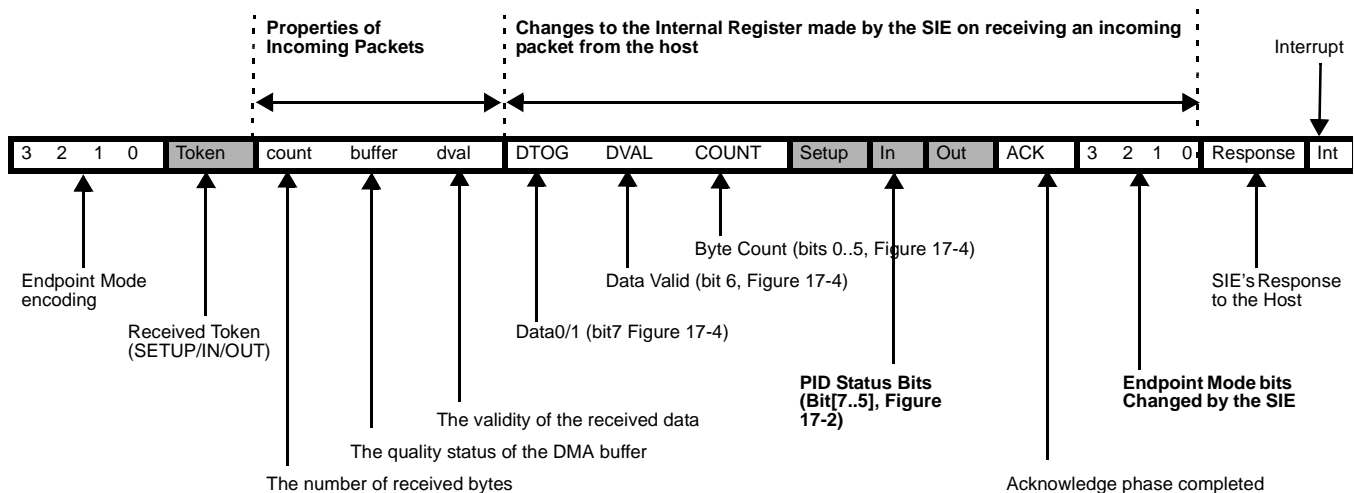 Properties of
Incoming Packets
Changes to the Internal Register made by the SIE on receiving an incoming
packet from the host
Interrupt
3 2 1 0 Token count buffer dval DTOG DVAL COUNT Setup In Out ACK 3 2 1 0 Response Int
Byte Count (bits 0..5, Figure 17-4)
Endpoint Mode
encoding
Data Valid (bit 6, Figure 17-4)
SIE's Response
to the Host
Received Token
(SETUP/IN/OUT)
Data0/1 (bit7 Figure 17-4)
PID Status Bits
(Bit[7..5], Figure
17-2)
Endpoint Mode bits
Changed by the SIE
The validity of the received data
The quality status of the DMA buffer
The number of received bytes
Acknowledge phase completed